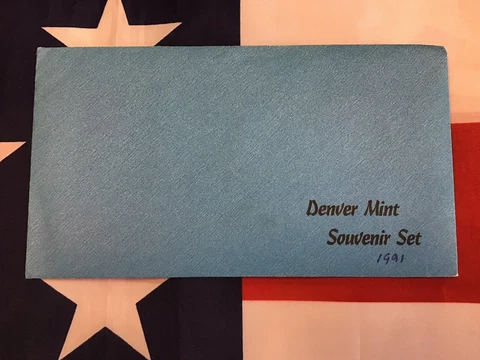 Denver Mint
Souvenir Set
1991